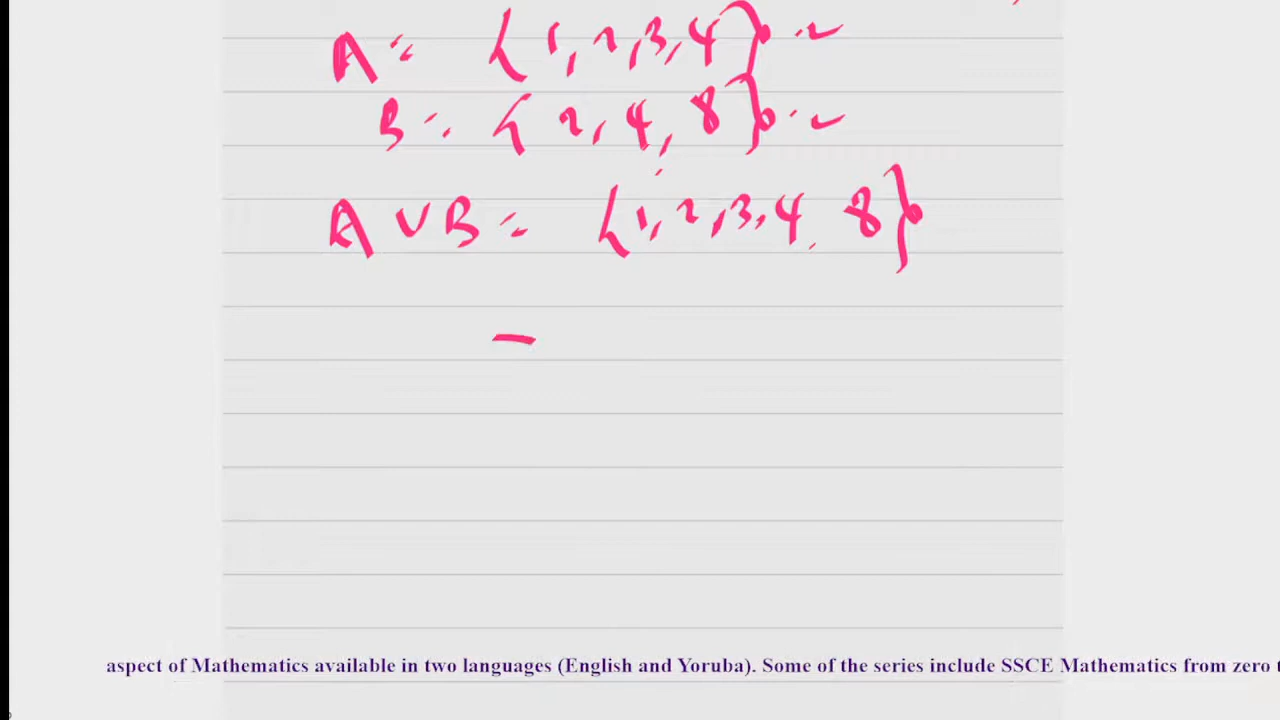 A = {1, 2, 3, 4}
B = {2, 4, 8}
A ∪ B = {1, 2, 3, 4 8}
aspect of Mathematics available in two languages (English and Yoruba). Some of the series include SSCE Mathematics from zero